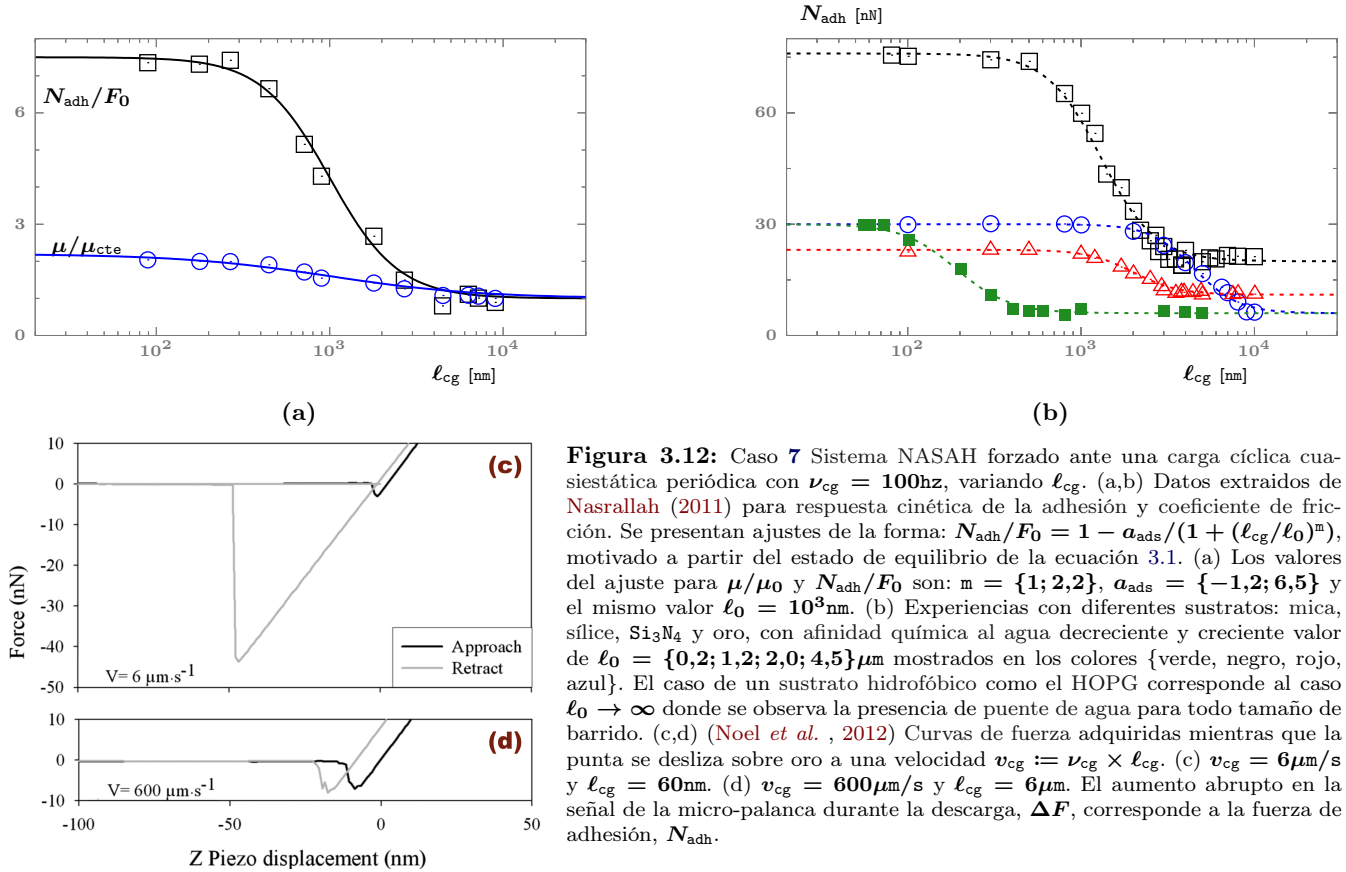 N_adh/F_0
μ/μ_cte
6
3
0
10^2
10^3
10^4
ℓ_cg [nm]
(a)
N_adh [nN]
60
30
0
10^2
10^3
10^4
ℓ_cg [nm]
(b)
Force (nN)
10
0
-10
-20
-30
-40
-50
(c)
Approach
Retract
V= 6 µm·s⁻¹
10
0
-10
(d)
V= 600 µm·s⁻¹
-100
-50
0
50
Z Piezo displacement (nm)
Figura 3.12: Caso 7 Sistema NASAH forzado ante una carga cíclica cua-
siestática periódica con ν_cg = 100hz, variando ℓ_cg. (a,b) Datos extraidos de
Nasrallah (2011) para respuesta cinética de la adhesión y coeficiente de fric-
ción. Se presentan ajustes de la forma: N_adh/F_0 = 1 − a_ads/(1 + (ℓ_cg/ℓ_0)^m),
motivado a partir del estado de equilibrio de la ecuación 3.1. (a) Los valores
del ajuste para μ/μ_0 y N_adh/F_0 son: m = {1; 2,2}, a_ads = {−1,2; 6,5} y
el mismo valor ℓ_0 = 10^3nm. (b) Experiencias con diferentes sustratos: mica,
sílice, Si_3N_4 y oro, con afinidad química al agua decreciente y creciente valor
de ℓ_0 = {0,2; 1,2; 2,0; 4,5}μm mostrados en los colores {verde, negro, rojo,
azul}. El caso de un sustrato hidrofóbico como el HOPG corresponde al caso
ℓ_0 → ∞ donde se observa la presencia de puente de agua para todo tamaño de
barrido. (c,d) (Noel et al. , 2012) Curvas de fuerza adquiridas mientras que la
punta se desliza sobre oro a una velocidad v_cg := ν_cg × ℓ_cg. (c) v_cg = 6μm/s
y ℓ_cg = 60nm. (d) v_cg = 600μm/s y ℓ_cg = 6μm. El aumento abrupto en la
señal de la micro-palanca durante la descarga, ΔF, corresponde a la fuerza de
adhesión, N_adh.